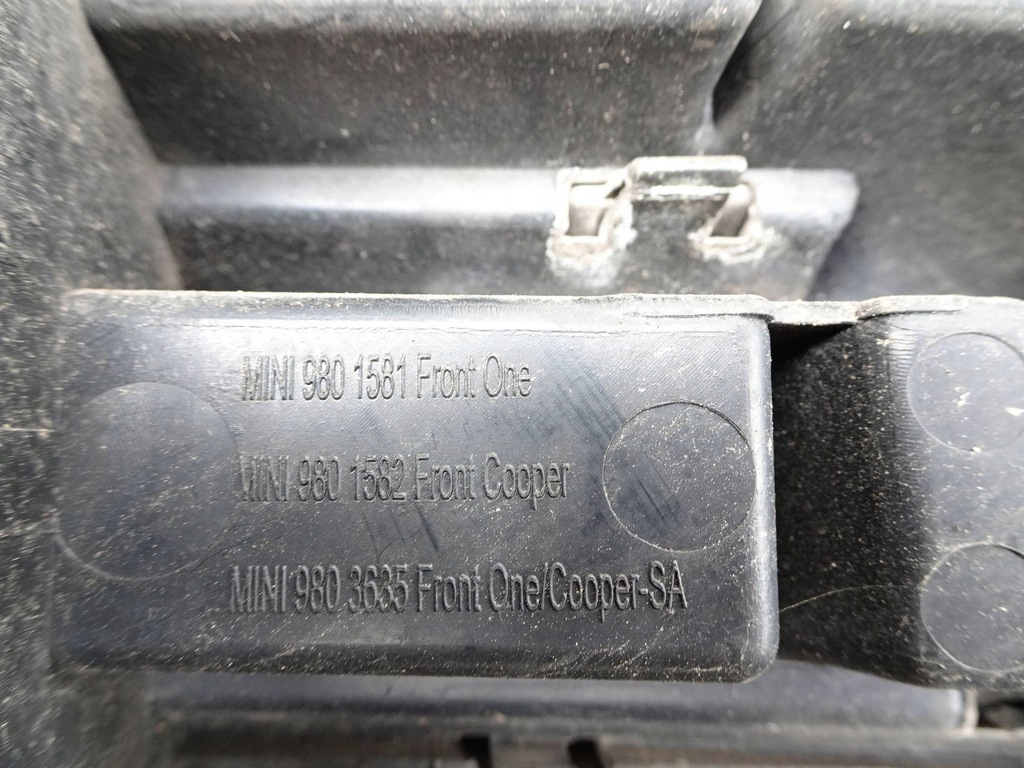 MINI 980 1581 Front One
MINI 980 1582 Front Cooper
MINI 980 3635 Front One/Cooper-SA